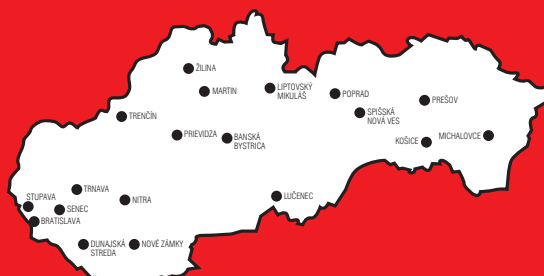 ŽILINA
MARTIN
LIPTOVSKÝ
MIKULÁŠ
POPRAD
PREŠOV
SPIŠSKÁ
NOVÁ VES
TRENČÍN
PRIEVIDZA
BANSKÁ
BYSTRICA
KOŠICE
MICHALOVCE
TRNAVA
STUPAVA
SENEC
NITRA
LUČENEC
BRATISLAVA
DUNAJSKÁ
STREDA
NOVÉ ZÁMKY